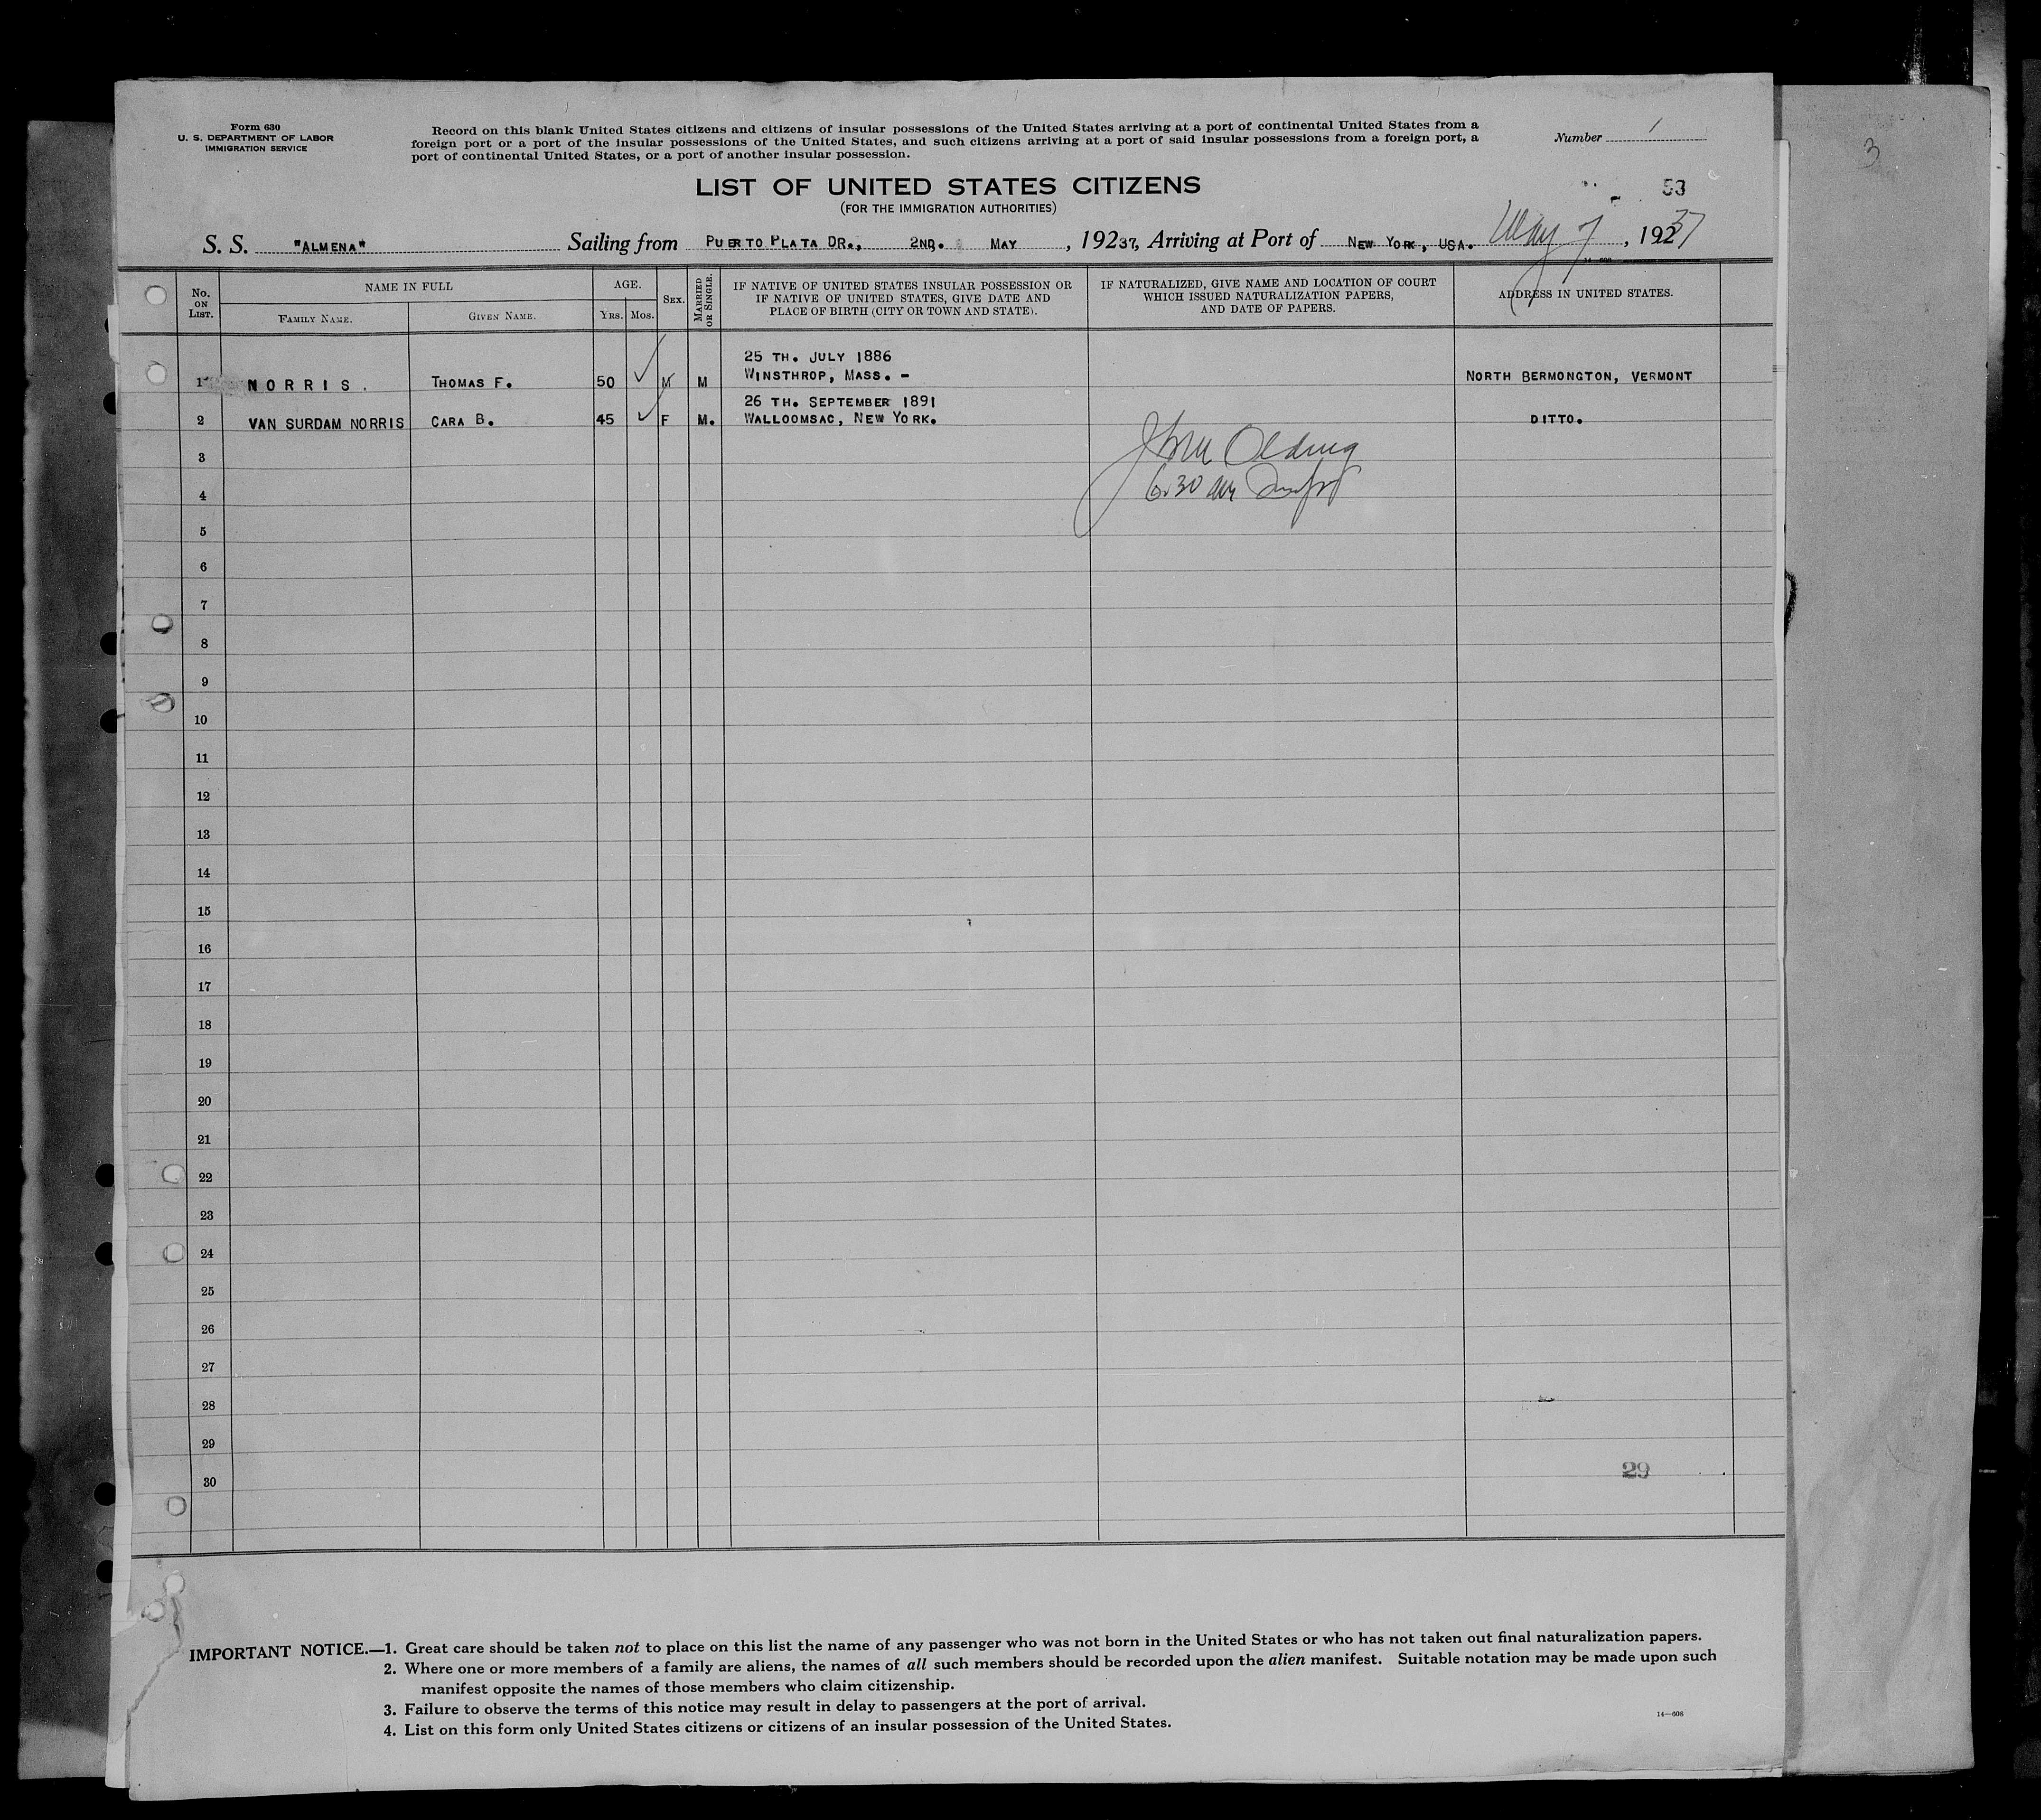 Form 630
U. S. DEPARTMENT OF LABOR
IMMIGRATION SERVICE
Record on this blank United States citizens and citizens of insular possessions of the United States arriving at a port of continental United States from a
foreign port or a port of the insular possessions of the United States, and such citizens arriving at a port of said insular possessions from a foreign port, a
port of continental United States, or a port of another insular possession.
Number 1
3
LIST OF UNITED STATES CITIZENS
(FOR THE IMMIGRATION AUTHORITIES)
53
S. S. "ALMENA" Sailing from PUERTO PLATA DR., 2ND. MAY, 19237, Arriving at Port of NEW YORK, USA. May 7, 19237
No. ON LIST.
NAME IN FULL
FAMILY NAME.
GIVEN NAME.
AGE.
YRS. MOS.
SEX.
MARRIED OR SINGLE.
IF NATIVE OF UNITED STATES INSULAR POSSESSION OR
IF NATIVE OF UNITED STATES, GIVE DATE AND
PLACE OF BIRTH (CITY OR TOWN AND STATE).
IF NATURALIZED, GIVE NAME AND LOCATION OF COURT
WHICH ISSUED NATURALIZATION PAPERS,
AND DATE OF PAPERS.
ADDRESS IN UNITED STATES.
25 TH. JULY 1886
1 NORRIS. THOMAS F. 50 M M WINSTHROP, MASS. - NORTH BERMONGTON, VERMONT
26 TH. SEPTEMBER 1891
2 VAN SURDAM NORRIS CARA B. 45 F M. WALLOOMSAC, NEW YORK. DITTO.
3
4
6.30
5
6
7
8
9
10
11
12
13
14
15
16
17
18
19
20
21
22
23
24
25
26
27
28
29
30
29
IMPORTANT NOTICE.—1. Great care should be taken not to place on this list the name of any passenger who was not born in the United States or who has not taken out final naturalization papers.
2. Where one or more members of a family are aliens, the names of all such members should be recorded upon the alien manifest. Suitable notation may be made upon such
manifest opposite the names of those members who claim citizenship.
3. Failure to observe the terms of this notice may result in delay to passengers at the port of arrival.
4. List on this form only United States citizens or citizens of an insular possession of the United States.
14—608